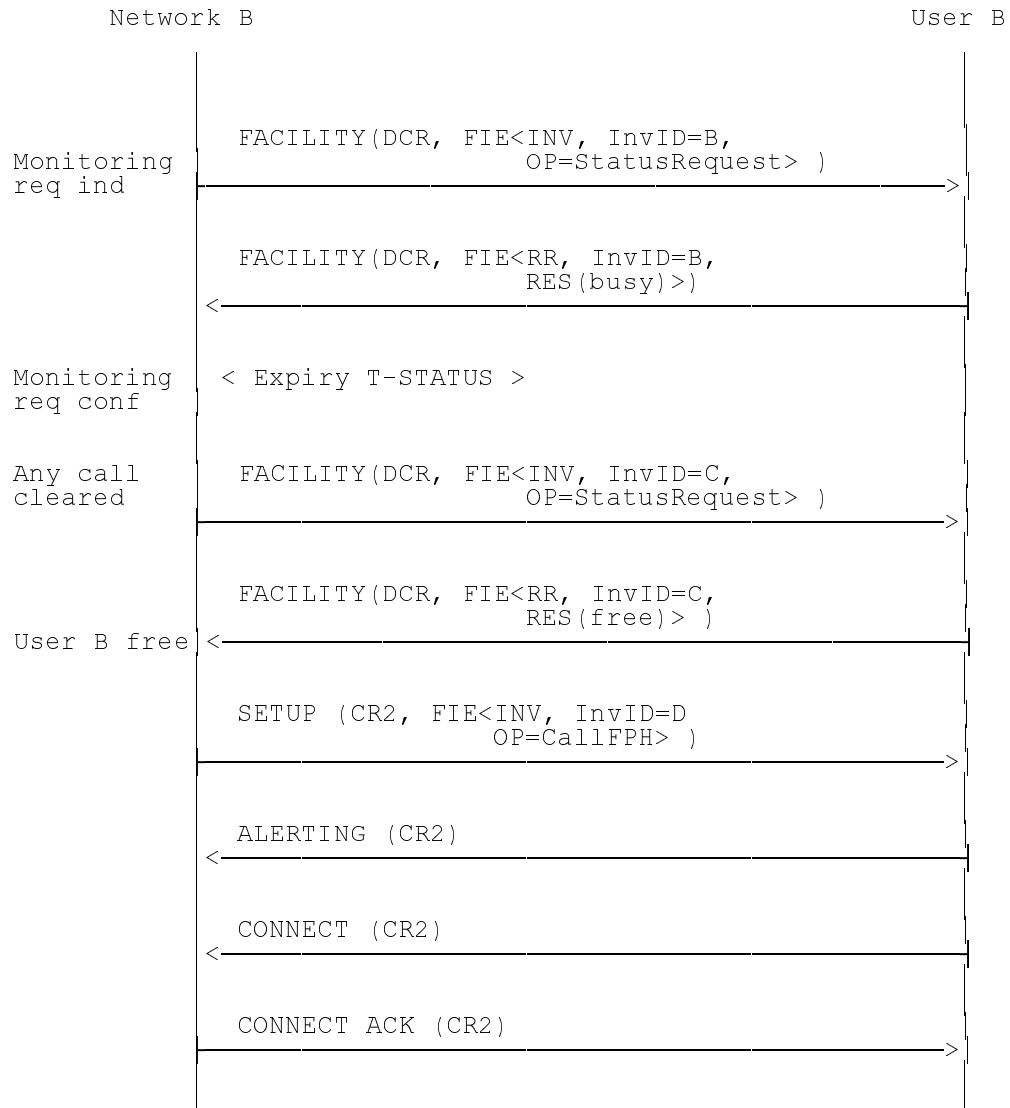 Network B
User B
FACILITY(DCR, FIE<INV, InvID=B,
Monitoring
OP=StatusRequest> )
req ind
FACILITY(DCR, FIE<RR, InvID=B,
RES(busy)>)
Monitoring
< Expiry T-STATUS >
req conf
Any call
FACILITY(DCR, FIE<INV, InvID=C,
cleared
OP=StatusRequest> )
FACILITY(DCR, FIE<RR, InvID=C,
RES(free)> )
User B free
SETUP (CR2, FIE<INV, InvID=D
OP=CallFPH> )
ALERTING (CR2)
CONNECT (CR2)
CONNECT ACK (CR2)